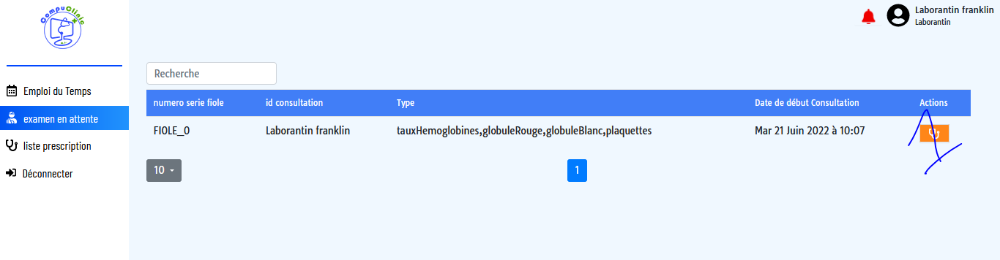 CompuClinic
Laborantin franklin
Laborantin
Emploi du Temps
examen en attente
liste prescription
Déconnecter
Recherche
numero serie fiole id consultation Type Date de début Consultation Actions
FIOLE_0 Laborantin franklin tauxHemoglobines,globuleRouge,globuleBlanc,plaquettes Mar 21 Juin 2022 à 10:07
10 1